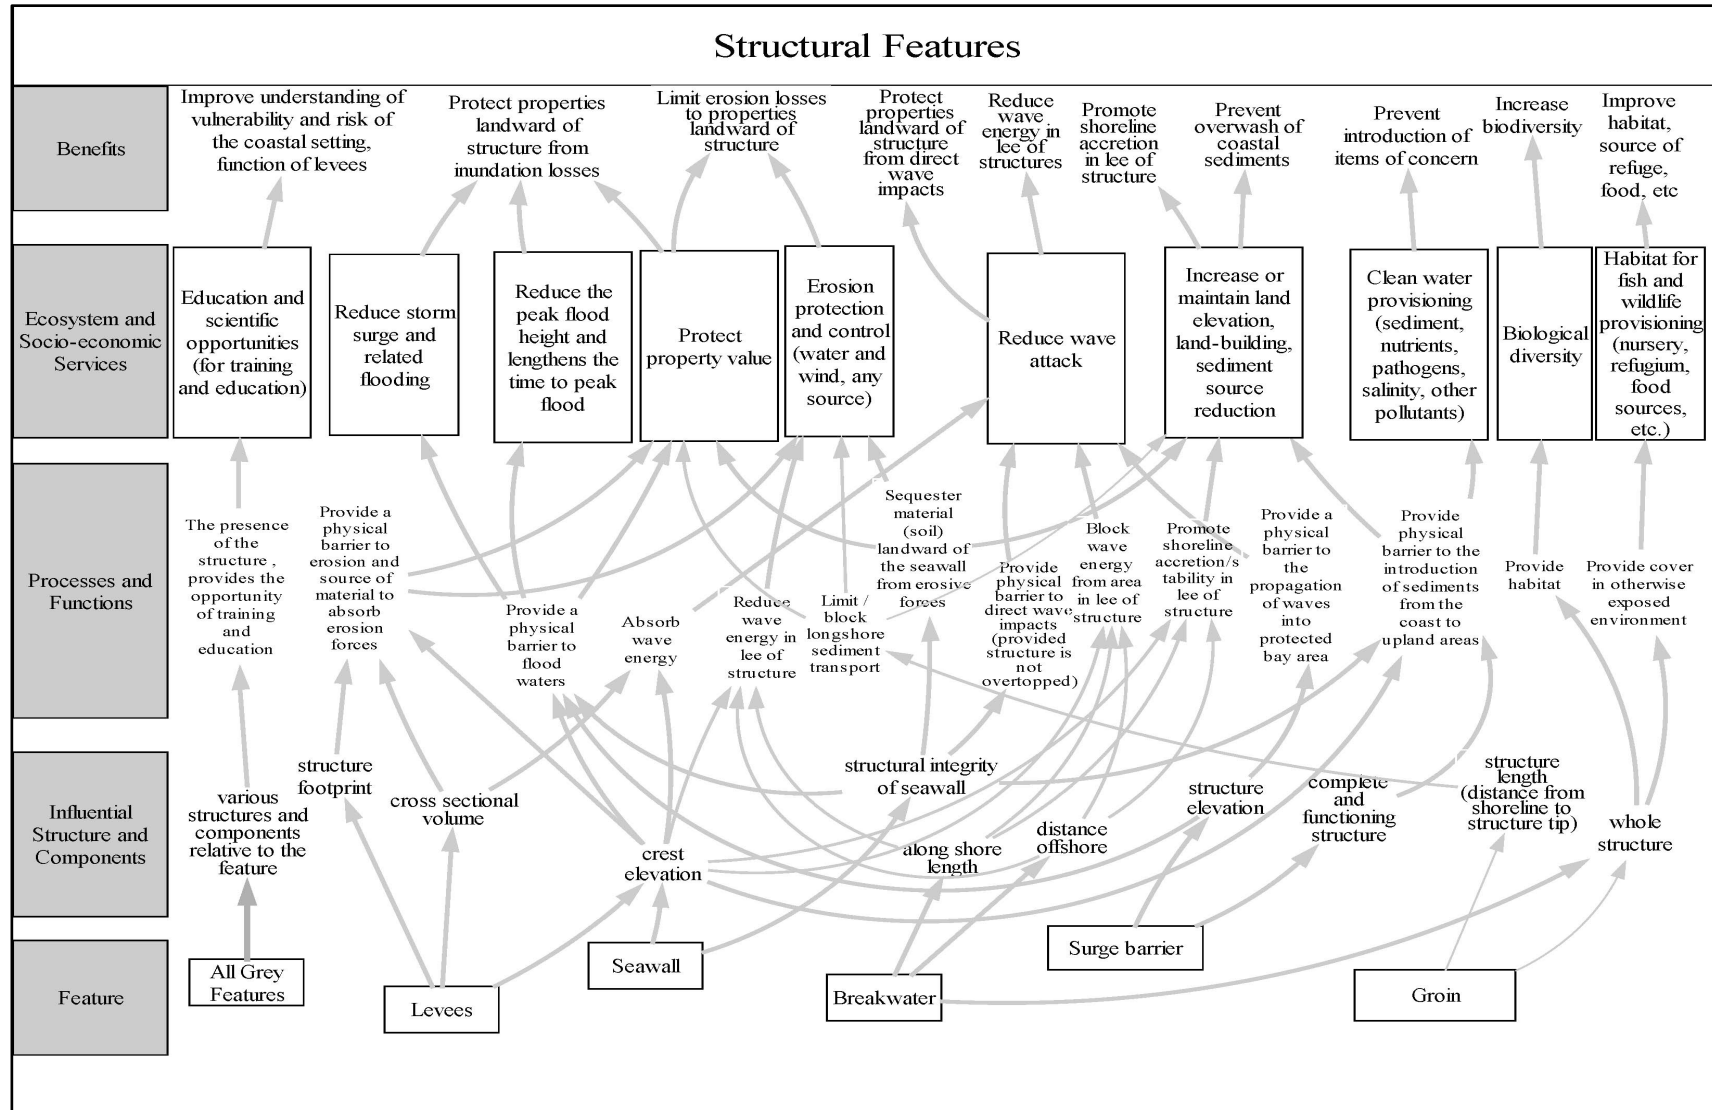 Structural Features
Benefits
Improve understanding of
vulnerability and risk of
the coastal setting,
function of levees
Protect properties
landward of
structure from
inundation losses
Limit erosion losses
to properties
landward of
structure
Protect
properties
landward of
structure
from direct
wave
impacts
Reduce
wave
energy in
lee of
structures
Promote
shoreline
accretion
in lee of
structure
Prevent
overwash of
coastal
sediments
Prevent
introduction of
items of concern
Increase
biodiversity
Improve
habitat,
source of
refuge,
food, etc
Ecosystem and
Socio-economic
Services
Education and
scientific
opportunities
(for training
and education)
Reduce storm
surge and
related
flooding
Reduce the
peak flood
height and
lengthens the
time to peak
flood
Protect
property value
Erosion
protection
and control
(water and
wind, any
source)
Reduce wave
attack
Increase or
maintain land
elevation,
land-building,
sediment
source
reduction
Clean water
provisioning
(sediment,
nutrients,
pathogens,
salinity, other
pollutants)
Biological
diversity
Habitat for
fish and
wildlife
provisioning
(nursery,
refugium,
food
sources,
etc.)
Processes and
Functions
The presence
of the
structure ,
provides the
opportunity
of training
and
education
Provide a
physical
barrier to
erosion and
source of
material to
absorb
erosion
forces
Provide a
physical
barrier to
flood
waters
Absorb
wave
energy
Reduce
wave
energy in
lee of
structure
Limit /
block
longshore
sediment
transport
Sequester
material
(soil)
landward of
the seawall
from erosive
forces
Provide
physical
barrier to
direct wave
impacts
(provided
structure is
not
overtopped)
Block
wave
energy
from area
in lee of
structure
Promote
shoreline
accretion/s
tability in
lee of
structure
Provide a
physical
barrier to
the
propagation
of waves
into
protected
bay area
Provide
physical
barrier to the
introduction
of sediments
from the
coast to
upland areas
Provide
habitat
Provide cover
in otherwise
exposed
environment
Influential
Structure and
Components
various
structures and
components
relative to the
feature
structure
footprint
cross sectional
volume
crest
elevation
structural integrity
of seawall
along shore
length
distance
offshore
structure
elevation
complete
and
functioning
structure
structure
length
(distance from
shoreline to
structure tip)
whole
structure
Feature
All Grey
Features
Levees
Seawall
Breakwater
Surge barrier
Groin